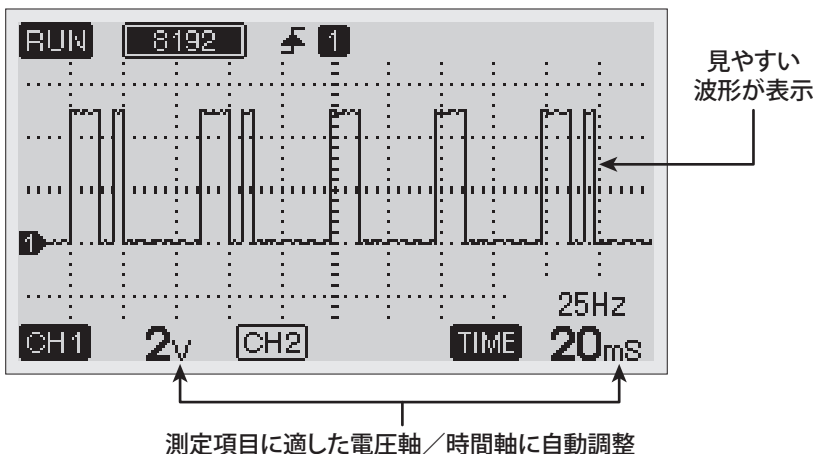 RUN 8192 1
見やすい
波形が表示
1
25Hz
CH1 2V CH2 TIME 20mS
測定項目に適した電圧軸／時間軸に自動調整